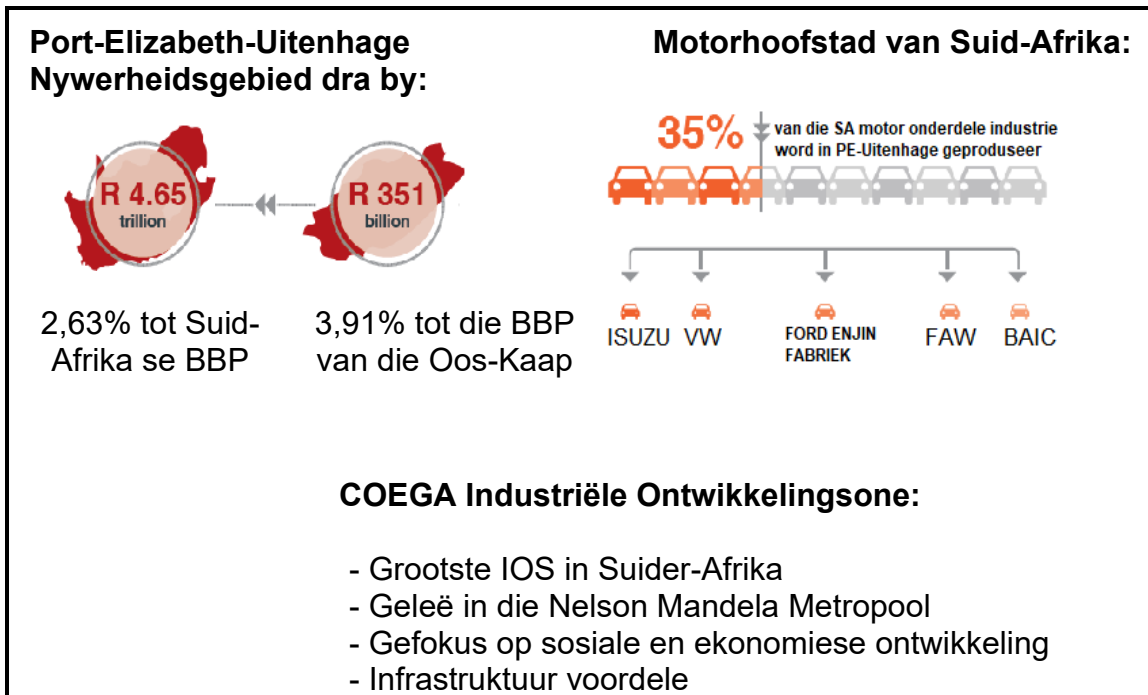 Port-Elizabeth-Uitenhage
Nywerheidsgebied dra by:
R 4.65
trillion
R 351
billion
2,63% tot Suid-
Afrika se BBP
3,91% tot die BBP
van die Oos-Kaap
Motorhoofstad van Suid-Afrika:
35%
van die SA motor onderdele industrie
word in PE-Uitenhage geproduseer
ISUZU
VW
FORD ENJIN
FABRIEK
FAW
BAIC
COEGA Industriële Ontwikkelingsone:
- Grootste IOS in Suider-Afrika
- Geleë in die Nelson Mandela Metropool
- Gefokus op sosiale en ekonomiese ontwikkeling
- Infrastruktuur voordele